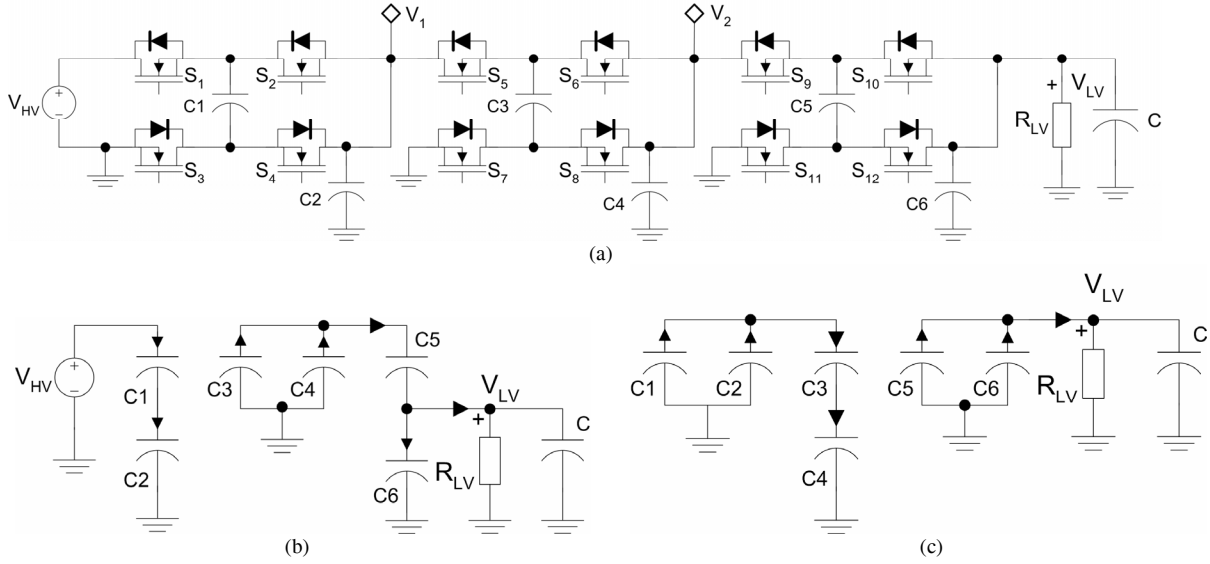 V1
V2
S1
S2
S5
S6
S9
S10
VHV
+
−
C1
C3
C5
+
VLV
RLV
C
S3
S4
S7
S8
S11
S12
C2
C4
C6
(a)
VHV
+
−
C1
C2
C3
C4
C5
VLV
+
C6
RLV
C
(b)
C1
C2
C3
C4
C5
C6
VLV
+
RLV
C
(c)